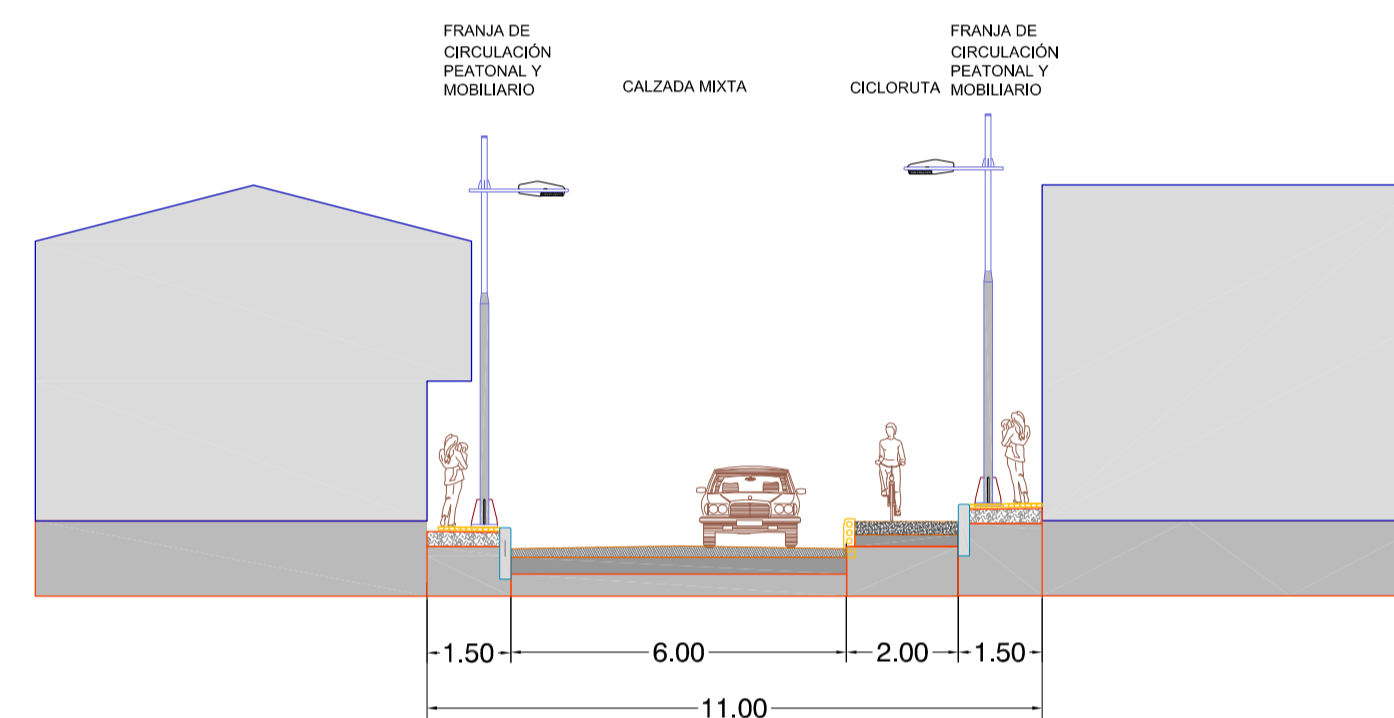 FRANJA DE
CIRCULACIÓN
PEATONAL Y
MOBILIARIO
CALZADA MIXTA
CICLORUTA
FRANJA DE
CIRCULACIÓN
PEATONAL Y
MOBILIARIO
1.50
6.00
2.00
1.50
11.00